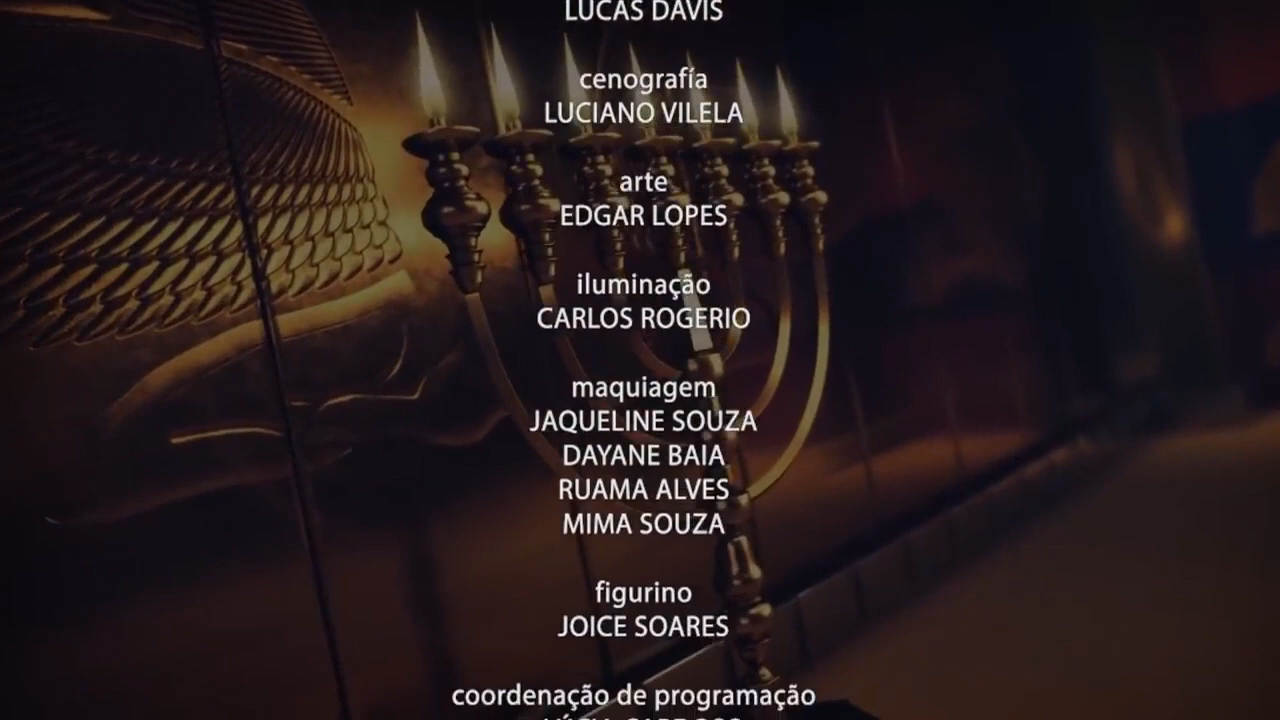 LUCAS DAVIS
cenografía
LUCIANO VILELA
arte
EDGAR LOPES
iluminação
CARLOS ROGERIO
maquiagem
JAQUELINE SOUZA
DAYANE BAIA
RUAMA ALVES
MIMA SOUZA
figurino
JOICE SOARES
coordenação de programação